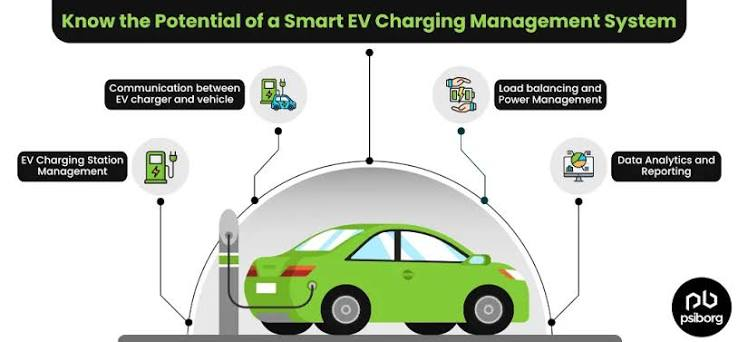 Know the Potential of a Smart EV Charging Management System
Communication between
EV charger and vehicle
Load balancing and
Power Management
EV Charging Station
Management
Data Analytics and
Reporting
pb
psiborg